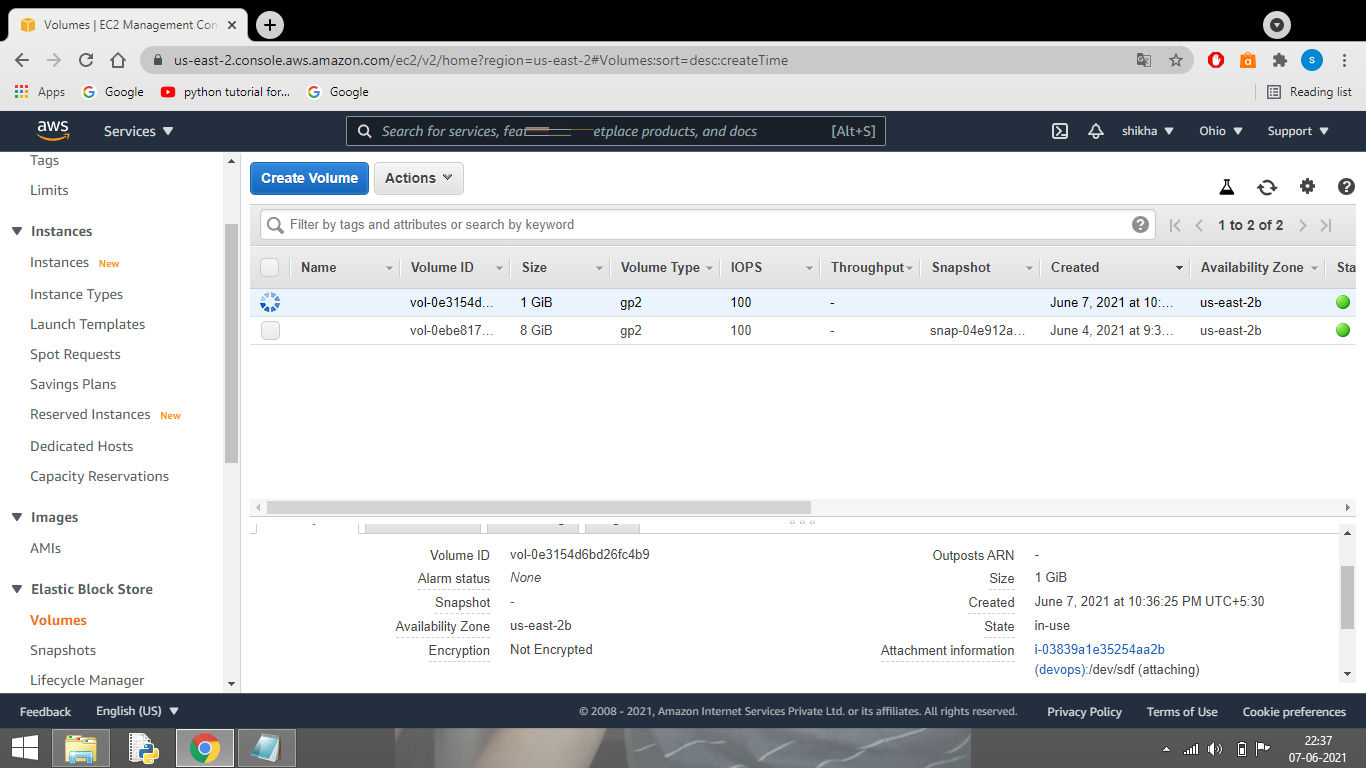 Volumes | EC2 Management Con
us-east-2.console.aws.amazon.com/ec2/v2/home?region=us-east-2#Volumes:sort=desc:createTime
S
Apps Google python tutorial for... Google Reading list
aws Services Search for services, etplace products, and docs [Alt+S] shikha Ohio Support
Tags
Limits
Instances
Instances New
Instance Types
Launch Templates
Spot Requests
Savings Plans
Reserved Instances New
Dedicated Hosts
Capacity Reservations
Images
AMIs
Elastic Block Store
Volumes
Snapshots
Lifecycle Manager
Create Volume Actions
Filter by tags and attributes or search by keyword 1 to 2 of 2
Name Volume ID Size Volume Type IOPS Throughput Snapshot Created Availability Zone Sta
vol-0e3154d... 1 GiB gp2 100 - June 7, 2021 at 10:... us-east-2b
vol-0ebe817... 8 GiB gp2 100 - snap-04e912a... June 4, 2021 at 9:3... us-east-2b
Volume ID vol-0e3154d6bd26fc4b9 Outposts ARN -
Alarm status None Size 1 GiB
Snapshot - Created June 7, 2021 at 10:36:25 PM UTC+5:30
Availability Zone us-east-2b State in-use
Encryption Not Encrypted Attachment information i-03839a1e35254aa2b
(devops):/dev/sdf (attaching)
Feedback English (US) © 2008 - 2021, Amazon Internet Services Private Ltd. or its affiliates. All rights reserved. Privacy Policy Terms of Use Cookie preferences
22:37
07-06-2021